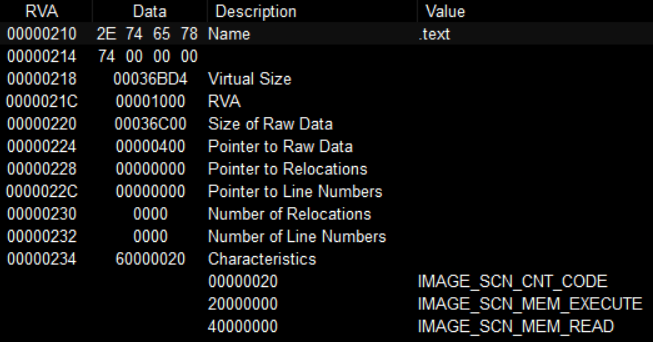 RVA Data Description Value
00000210 2E 74 65 78 Name .text
00000214 74 00 00 00
00000218 00036BD4 Virtual Size
0000021C 00001000 RVA
00000220 00036C00 Size of Raw Data
00000224 00000400 Pointer to Raw Data
00000228 00000000 Pointer to Relocations
0000022C 00000000 Pointer to Line Numbers
00000230 0000 Number of Relocations
00000232 0000 Number of Line Numbers
00000234 60000020 Characteristics
00000020 IMAGE_SCN_CNT_CODE
20000000 IMAGE_SCN_MEM_EXECUTE
40000000 IMAGE_SCN_MEM_READ